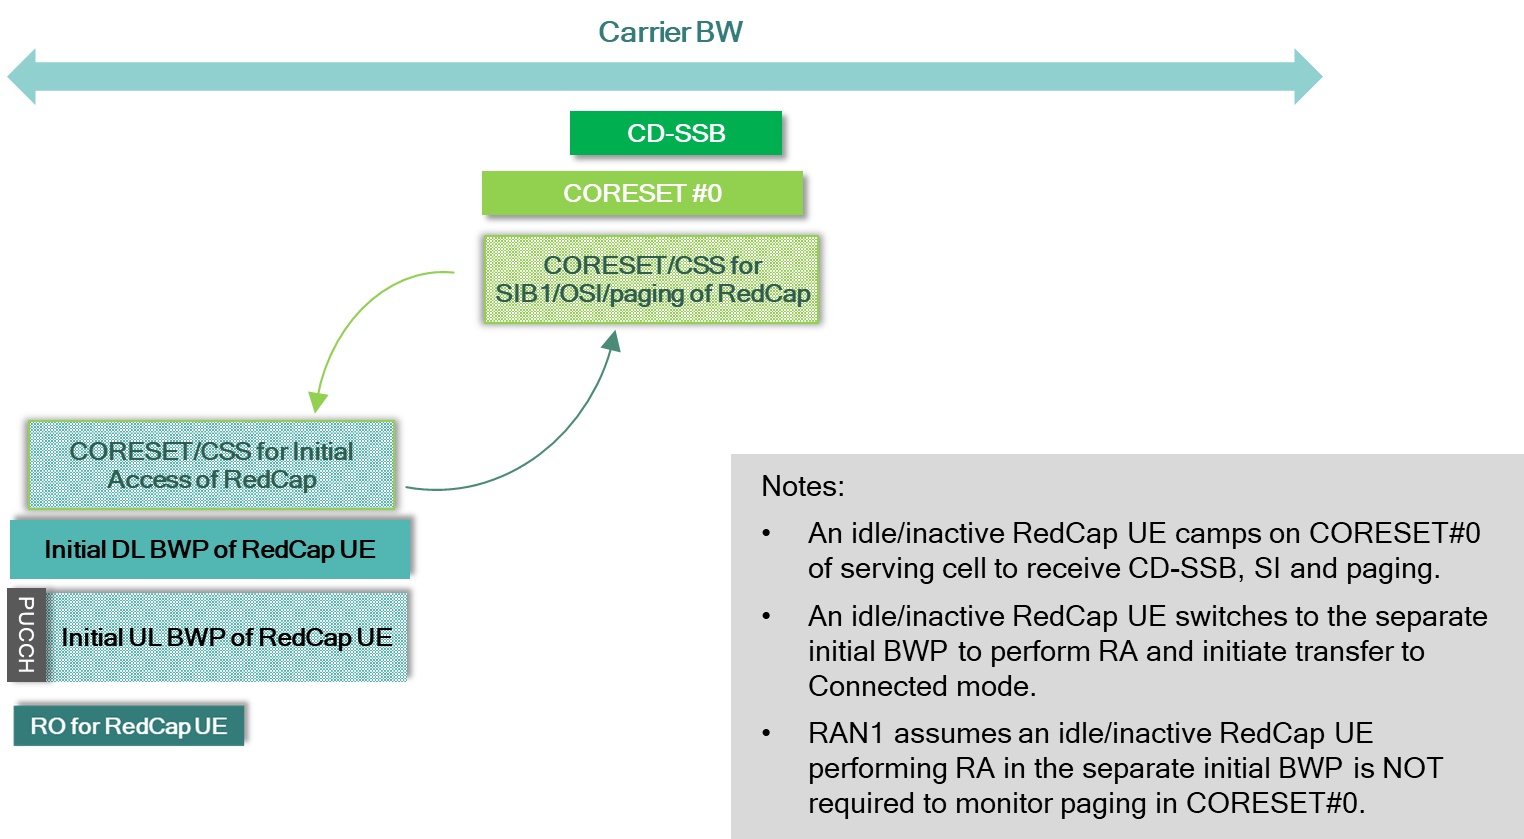 Carrier BW
CD-SSB
CORESET #0
CORESET/CSS for
SIB1/OSI/paging of RedCap
CORESET/CSS for Initial
Access of RedCap
Initial DL BWP of RedCap UE
PUCCH
Initial UL BWP of RedCap UE
RO for RedCap UE
Notes:
• An idle/inactive RedCap UE camps on CORESET#0
of serving cell to receive CD-SSB, SI and paging.
• An idle/inactive RedCap UE switches to the separate
initial BWP to perform RA and initiate transfer to
Connected mode.
• RAN1 assumes an idle/inactive RedCap UE
performing RA in the separate initial BWP is NOT
required to monitor paging in CORESET#0.